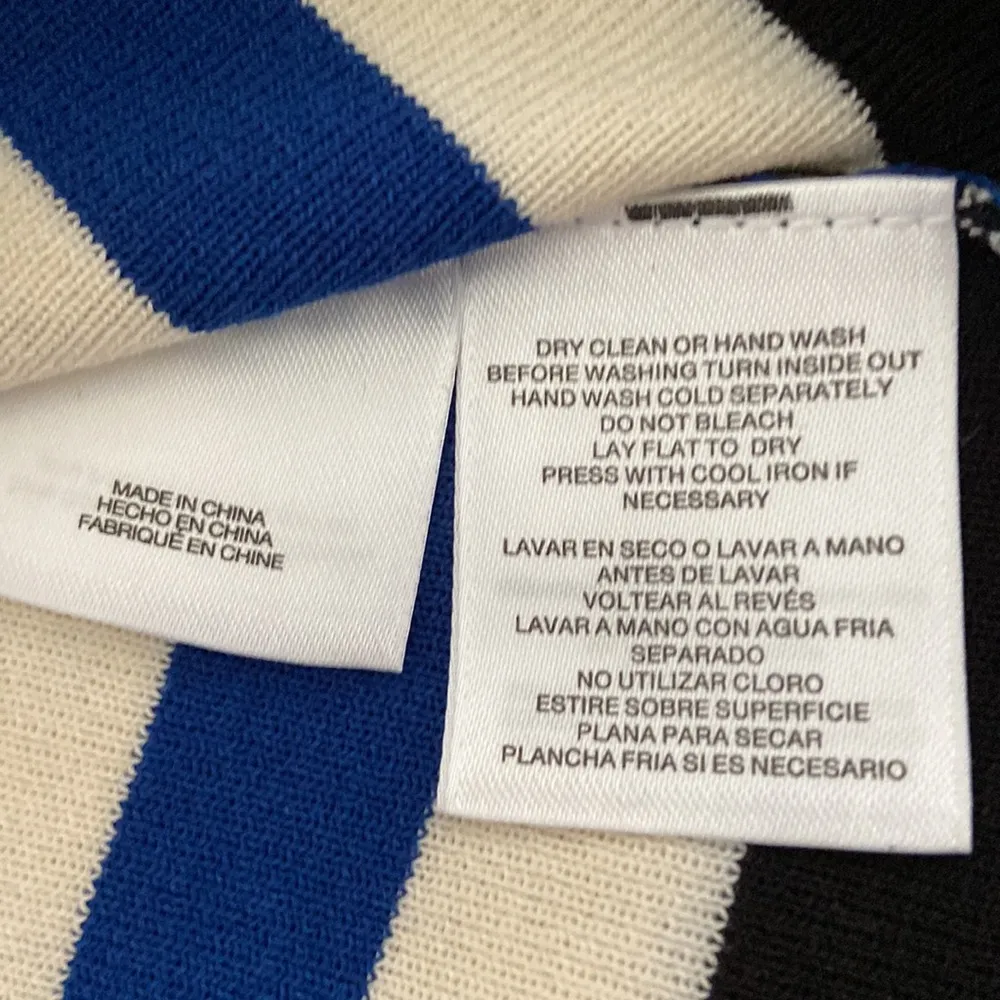 MADE IN CHINA
HECHO EN CHINA
FABRIQUÉ EN CHINE
DRY CLEAN OR HAND WASH
BEFORE WASHING TURN INSIDE OUT
HAND WASH COLD SEPARATELY
DO NOT BLEACH
LAY FLAT TO DRY
PRESS WITH COOL IRON IF
NECESSARY
LAVAR EN SECO O LAVAR A MANO
ANTES DE LAVAR
VOLTEAR AL REVÉS
LAVAR A MANO CON AGUA FRIA
SEPARADO
NO UTILIZAR CLORO
ESTIRE SOBRE SUPERFICIE
PLANA PARA SECAR
PLANCHA FRIA SI ES NECESARIO